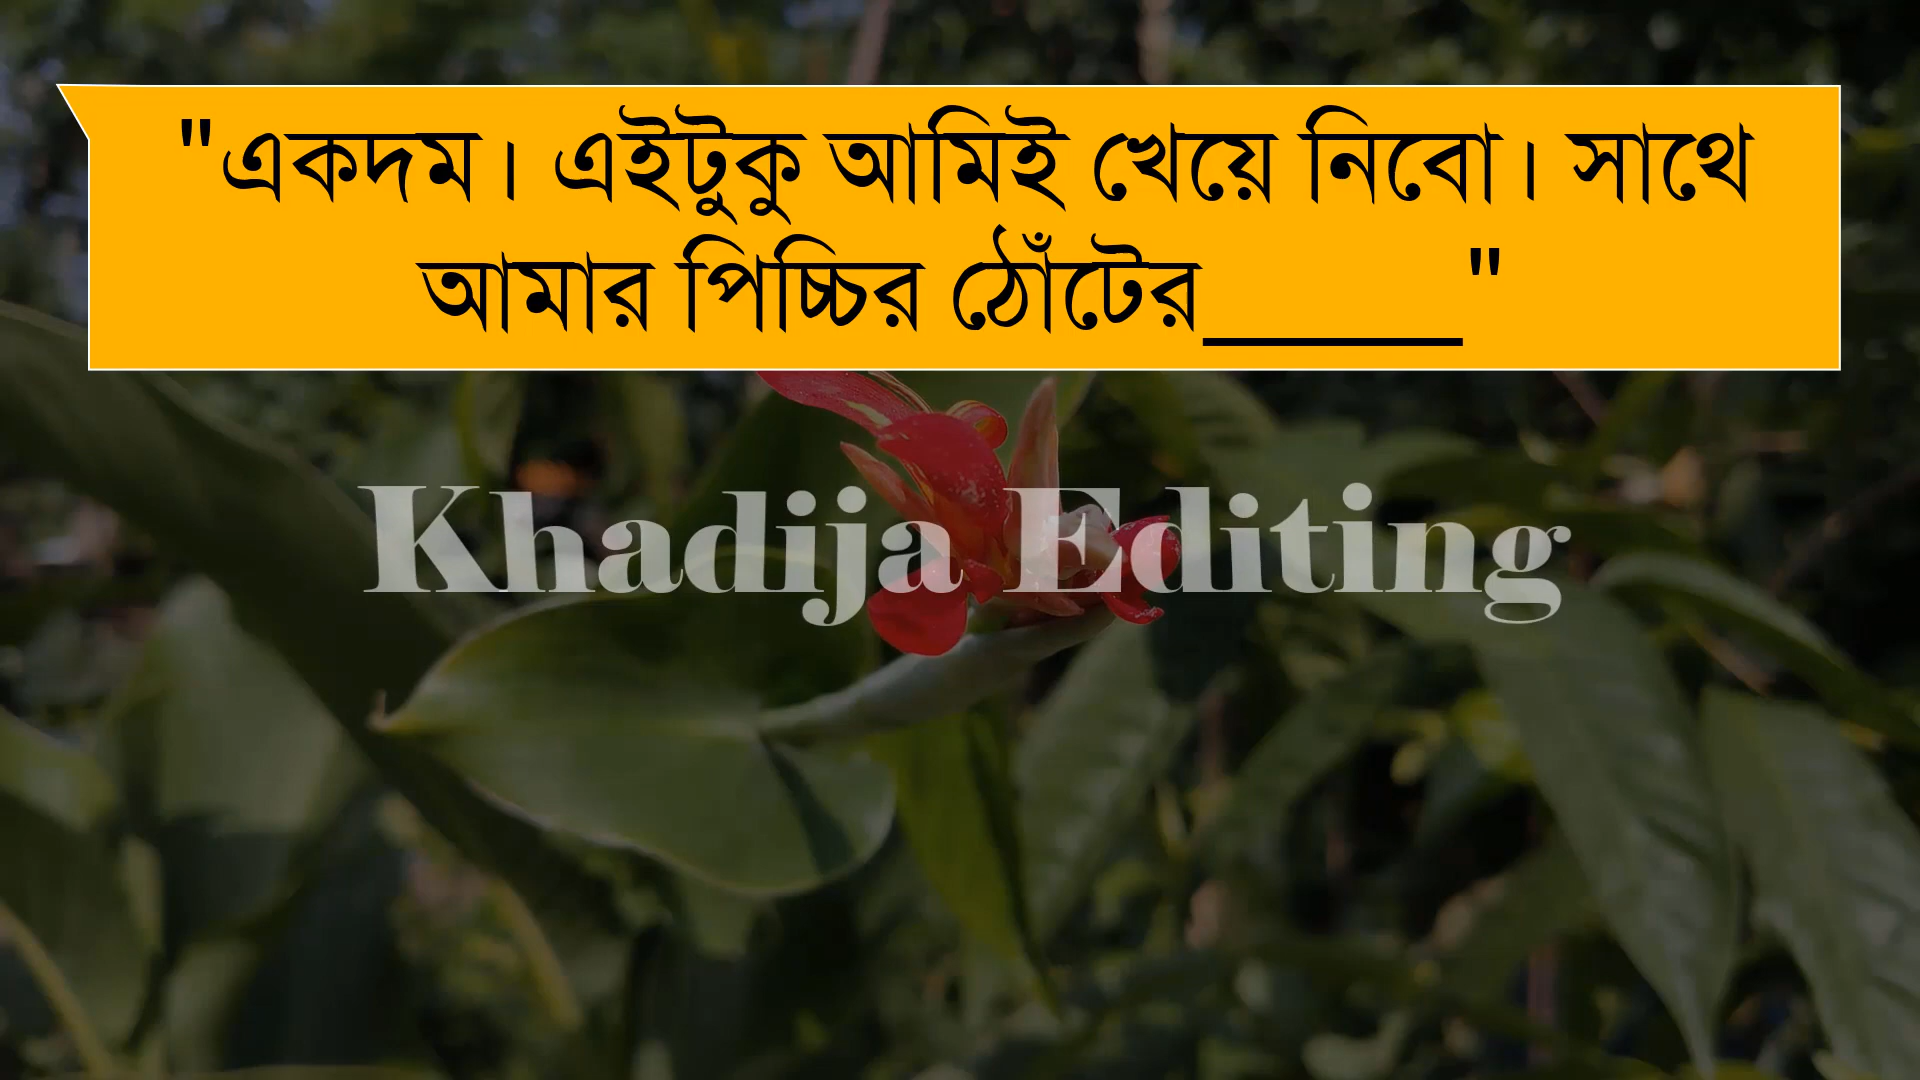 "একদম। এইটুকু আমিই খেয়ে নিবো। সাথে
আমার পিচ্চির ঠোঁটের______"
Khadija Editing